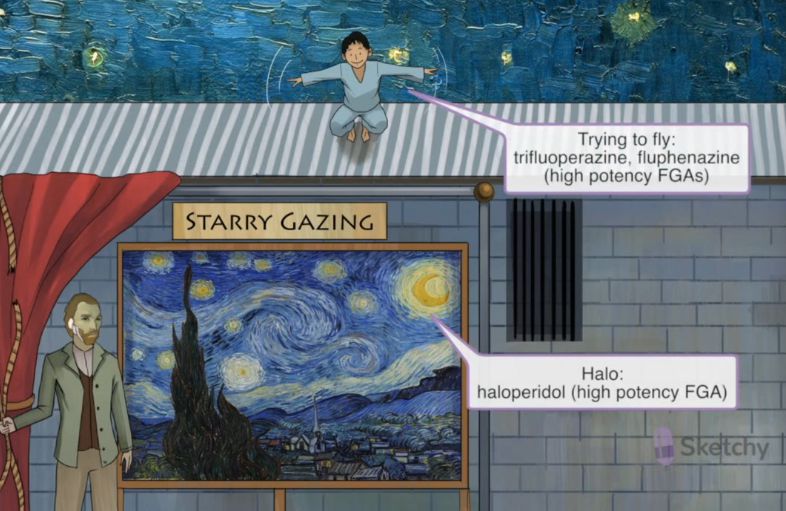 Trying to fly:
trifluoperazine, fluphenazine
(high potency FGAs)
STARRY GAZING
Halo:
haloperidol (high potency FGA)
Sketchy